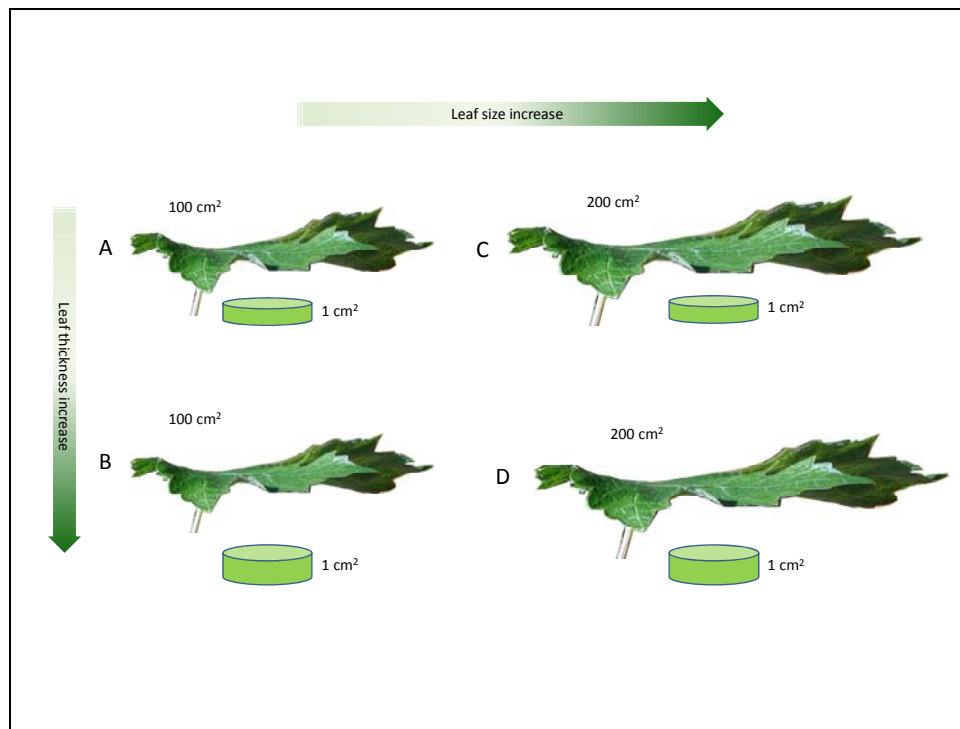 Leaf size increase
Leaf thickness increase
100 cm²
A
1 cm²
200 cm²
C
1 cm²
100 cm²
B
1 cm²
200 cm²
D
1 cm²